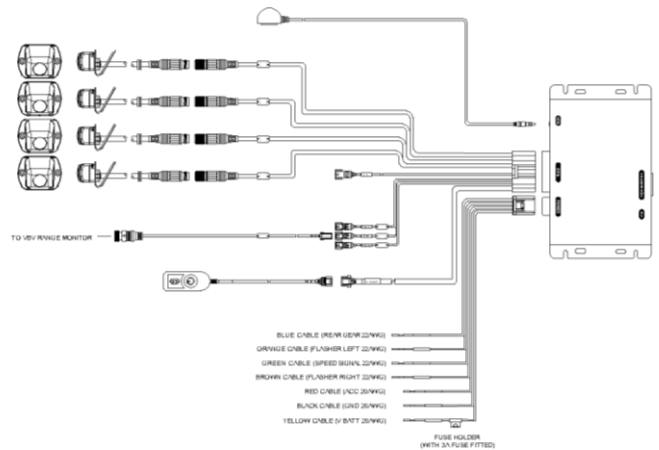 TO VBV RANGE MONITOR
BLUE CABLE (REAR GEAR 22AWG)
ORANGE CABLE (FLASHER LEFT 22AWG)
GREEN CABLE (SPEED SIGNAL 22AWG)
BROWN CABLE (FLASHER RIGHT 22AWG)
RED CABLE (ACC 20AWG)
BLACK CABLE (GND 20AWG)
YELLOW CABLE (V BATT 20AWG)
FUSE HOLDER
(WITH 3A FUSE FITTED)